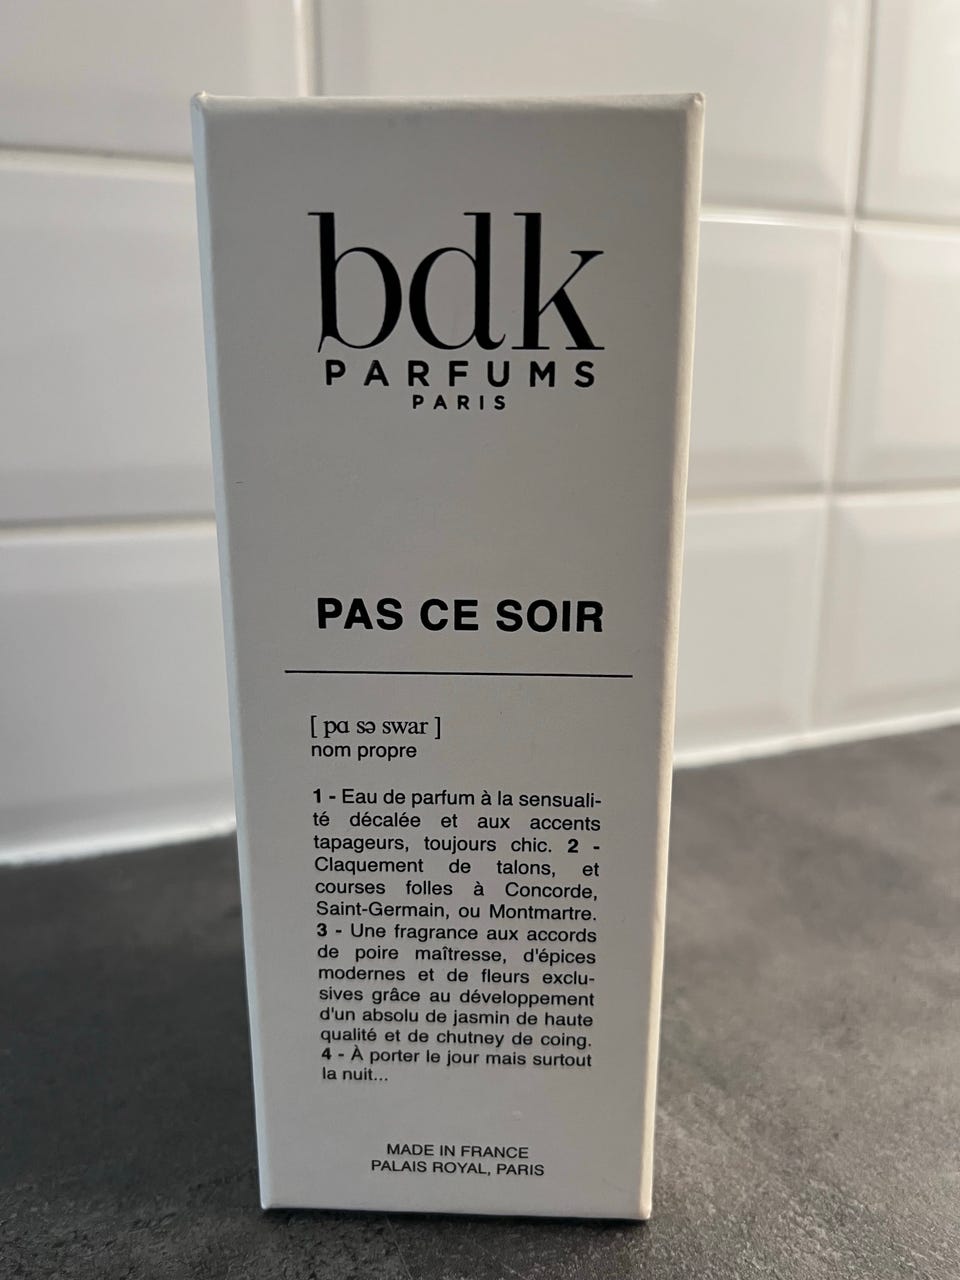 bdk
PARFUMS
PARIS
PAS CE SOIR
[ pɑ sə swar ]
nom propre
1 - Eau de parfum à la sensuali-
té décalée et aux accents
tapageurs, toujours chic. 2 -
Claquement de talons, et
courses folles à Concorde,
Saint-Germain, ou Montmartre.
3 - Une fragrance aux accords
de poire maîtresse, d'épices
modernes et de fleurs exclu-
sives grâce au développement
d'un absolu de jasmin de haute
qualité et de chutney de coing.
4 - À porter le jour mais surtout
la nuit...
MADE IN FRANCE
PALAIS ROYAL, PARIS